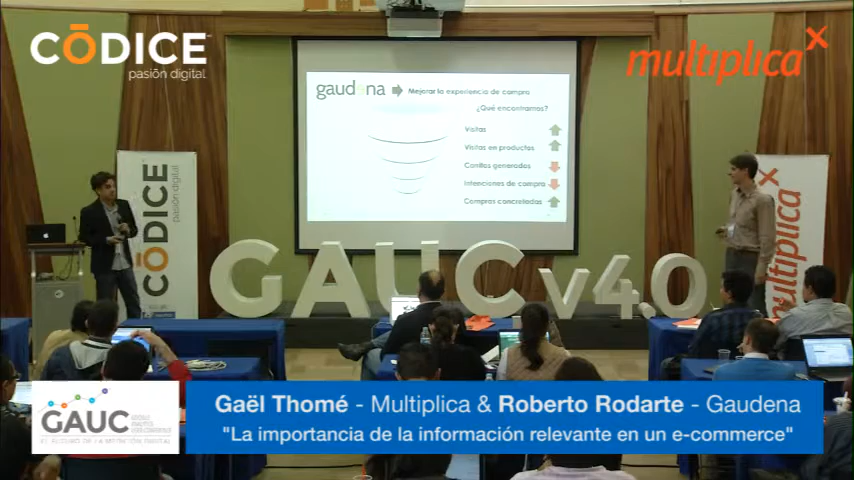 CÓDICE
pasión digital
multiplica
gaudena
Mejorar la experiencia de compra
¿Qué encontramos?
Visitas
Visitas en productos
Carritos generados
Intenciones de compra
Compras concretadas
CÓDICE
pasión digital
multiplica
GAUC v4.0
GAUC
Gaël Thomé - Multiplica & Roberto Rodarte - Gaudena
"La importancia de la información relevante en un e-commerce"